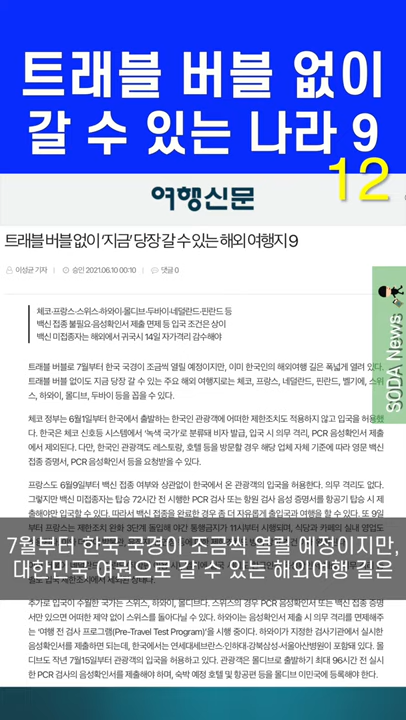 트래블 버블 없이
갈 수 있는 나라 9
12
여행신문
트래블 버블 없이 ‘지금’ 당장 갈 수 있는 해외 여행지 9
이성균 기자 | 승인 2021.06.10 00:10 | 댓글 0
체코·프랑스·스위스·하와이·몰디브·두바이·네덜란드·핀란드 등
백신 접종 불필요·음성확인서 제출 면제 등 입국 조건은 상이
백신 미접종자는 해외에서 귀국시 14일 자가격리 감수해야
SODA News
트래블 버블로 7월부터 한국 국경이 조금씩 열릴 예정이지만, 이미 한국인의 해외여행 길은 폭넓게 열려 있다.
트래블 버블 없이도 지금 당장 갈 수 있는 주요 해외 여행지로는 체코, 프랑스, 네덜란드, 핀란드, 벨기에, 스위
스, 하와이, 몰디브, 두바이 등을 꼽을 수 있다.
체코 정부는 6월1일부터 한국에서 출발하는 한국인 관광객에 어떠한 제한조치도 적용하지 않고 입국을 허용했
다. 한국은 체코 신호등 시스템에서 ‘녹색 국가’로 분류돼 비자 발급, 입국 시 의무 격리, PCR 음성확인서 제출
에서 제외된다. 다만, 한국인 관광객도 레스토랑, 호텔 등을 방문할 경우 해당 업체 자체 기준에 따라 영문 백신
접종 증명서, PCR 음성확인서 등을 요청받을 수 있다.
프랑스도 6월9일부터 백신 접종 여부와 상관없이 한국에서 온 관광객의 입국을 허용한다. 의무 격리도 없다.
그렇지만 백신 미접종자는 탑승 72시간 전 시행한 PCR 검사 또는 항원 검사 음성 증명서를 항공기 탑승 시 제
출해야만 입국할 수 있다. 따라서 백신 접종을 완료한 경우 좀 더 자유롭게 출입국과 여행을 할 수 있다. 또 9일
부터 프랑스는 제한조치 완화 3단계 돌입해 야간 통행금지가 11시부터 시행되며, 식당과 카페의 실내 영업도
7월부터 한국 국경이 조금씩 열릴 예정이지만,
대한민국 여권으로 갈 수 있는 해외여행 길은
추가로 입국이 수월한 국가는 스위스, 하와이, 몰디브다. 스위스의 경우 PCR 음성확인서 또는 백신 접종 증명
서만 있으면 어떠한 제약 없이 스위스를 돌아다닐 수 있다. 하와이는 음성확인서 제출 시 의무 격리를 면제해주
는 ‘여행 전 검사 프로그램(Pre-Travel Test Program)’을 시행 중이다. 하와이가 지정한 검사기관에서 실시한
음성확인서를 제출하면 되는데, 한국에서는 연세대세브란스·인하대·강북삼성·서울아산병원이 포함돼 있다. 몰
디브도 작년 7월15일부터 관광객의 입국을 허용하고 있다. 관광객은 몰디브로 출발하기 최대 96시간 전 실시
한 PCR 검사의 음성확인서를 제출해야 하며, 숙박 예정 호텔 및 항공편 등을 몰디브 이민국에 등록해야 한다.